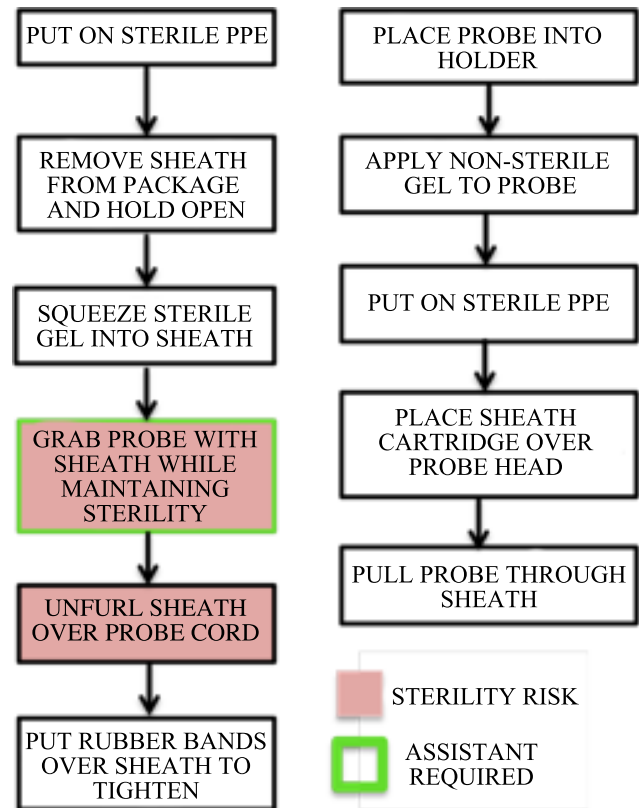 PUT ON STERILE PPE
REMOVE SHEATH
FROM PACKAGE
AND HOLD OPEN
SQUEEZE STERILE
GEL INTO SHEATH
GRAB PROBE WITH
SHEATH WHILE
MAINTAINING
STERILITY
UNFURL SHEATH
OVER PROBE CORD
PUT RUBBER BANDS
OVER SHEATH TO
TIGHTEN
PLACE PROBE INTO
HOLDER
APPLY NON-STERILE
GEL TO PROBE
PUT ON STERILE PPE
PLACE SHEATH
CARTRIDGE OVER
PROBE HEAD
PULL PROBE THROUGH
SHEATH
STERILITY RISK
ASSISTANT
REQUIRED